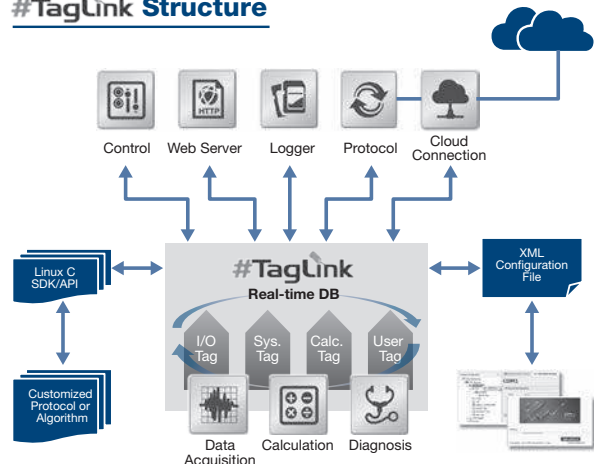 #TagLink Structure
Control
Web Server
HTTP
Logger
Protocol
Cloud
Connection
Linux C
SDK/API
#TagLink
Real-time DB
XML
Configuration
File
I/O
Tag
Sys.
Tag
Calc.
Tag
User
Tag
Customized
Protocol or
Algorithm
Data
Acquisition
Calculation
Diagnosis